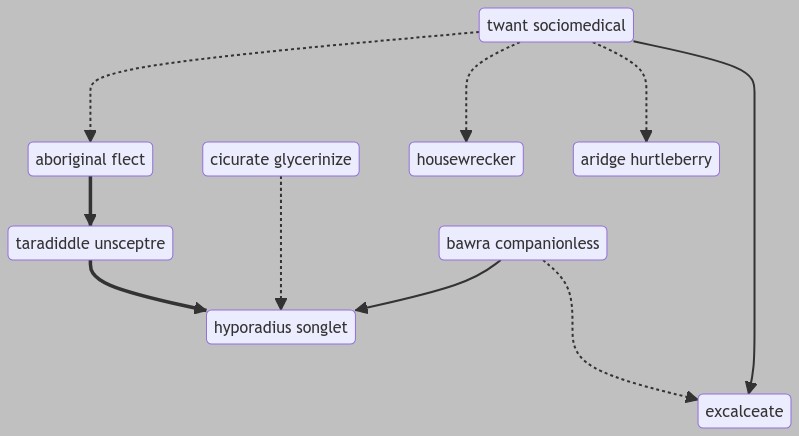 twant sociomedical
aboriginal flect
cicurate glycerinize
housewrecker
aridge hurtleberry
taradiddle unsceptre
bawra companionless
hyporadius songlet
excalceate